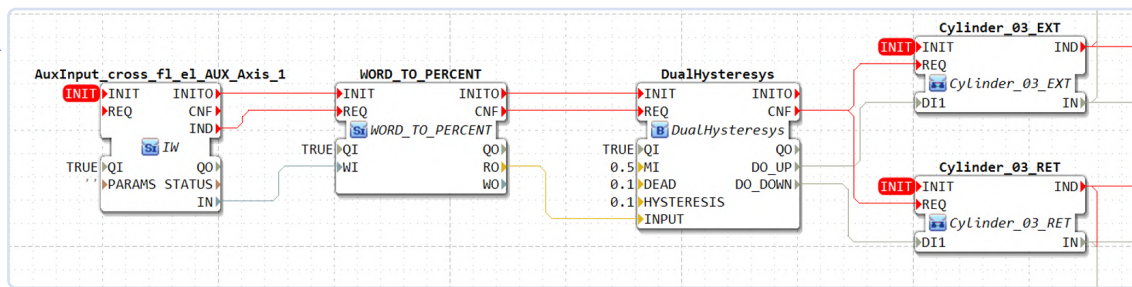 Cylinder_03_EXT
INIT INIT IND
REQ
Cylinder_03_EXT
DI1 IN
AuxInput_cross_fl_el_AUX_Axis_1
INIT INIT INITO
REQ CNF
IND
IW
TRUE QI QO
'' PARAMS STATUS
IN
WORD_TO_PERCENT
INIT INITO
REQ CNF
WORD_TO_PERCENT
TRUE QI QO
WI RO
WO
DualHysteresys
INIT INITO
REQ CNF
DualHysteresys
TRUE QI QO
0.5 MI DO_UP
0.1 DEAD DO_DOWN
0.1 HYSTERESIS
INPUT
Cylinder_03_RET
INIT INIT IND
REQ
Cylinder_03_RET
DI1 IN